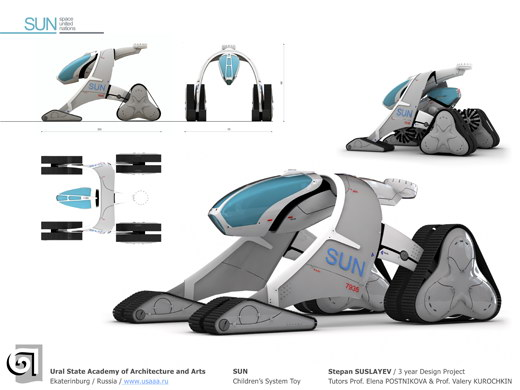 SUN
space
united
nations
SUN
SUN
7936
Ural State Academy of Architecture and Arts
Ekaterinburg / Russia / www.usaaa.ru
SUN
Children's System Toy
Stepan SUSLAYEV / 3 year Design Project
Tutors Prof. Elena POSTNIKOVA & Prof. Valery KUROCHKIN